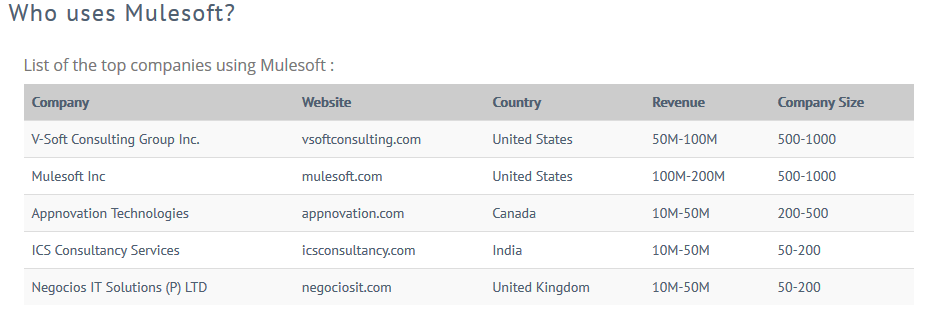 Who uses Mulesoft?
List of the top companies using Mulesoft :
Company Website Country Revenue Company Size
V-Soft Consulting Group Inc. vsoftconsulting.com United States 50M-100M 500-1000
Mulesoft Inc mulesoft.com United States 100M-200M 500-1000
Appnovation Technologies appnovation.com Canada 10M-50M 200-500
ICS Consultancy Services icsconsultancy.com India 10M-50M 50-200
Negocios IT Solutions (P) LTD negociosit.com United Kingdom 10M-50M 50-200